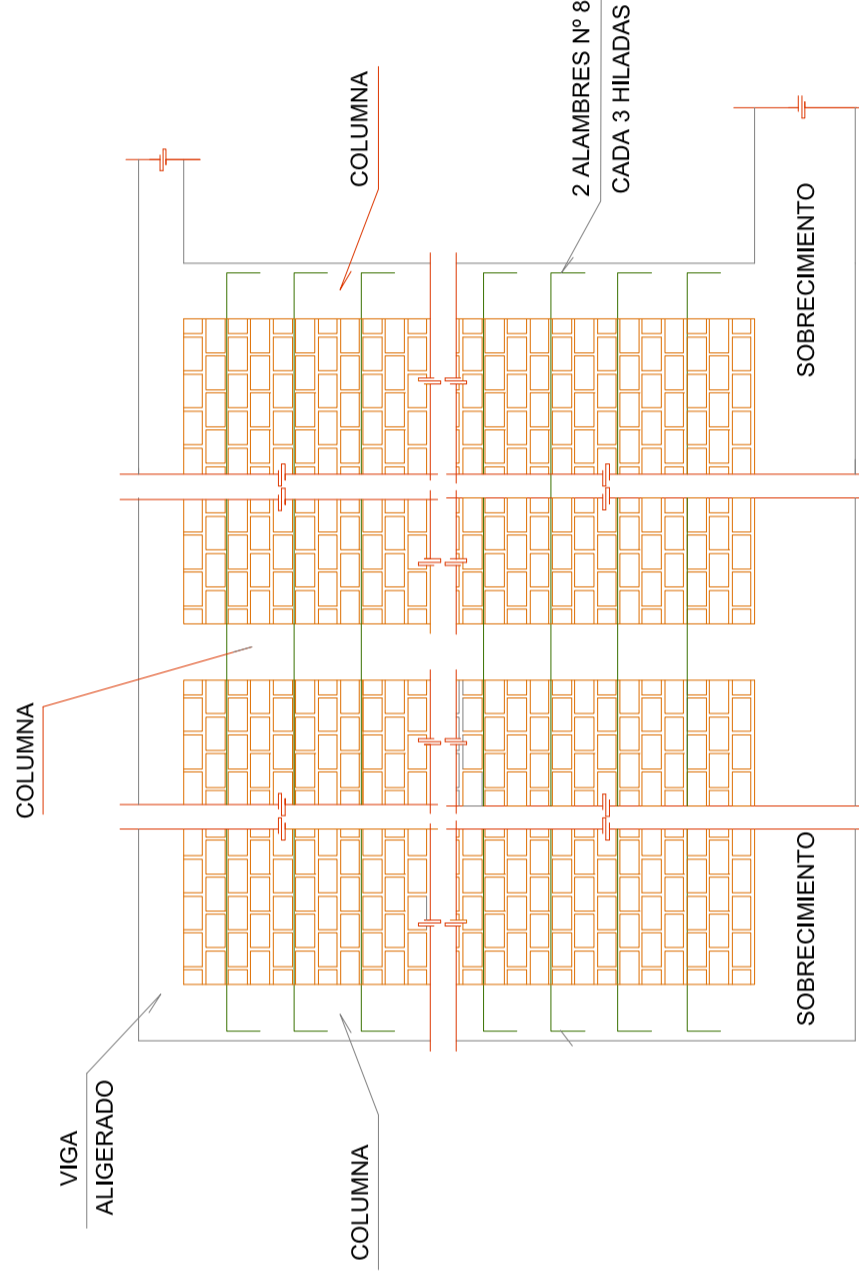 VIGA
ALIGERADO
COLUMNA
COLUMNA
COLUMNA
2 ALAMBRES Nº 8
CADA 3 HILADAS
SOBRECIMIENTO
SOBRECIMIENTO